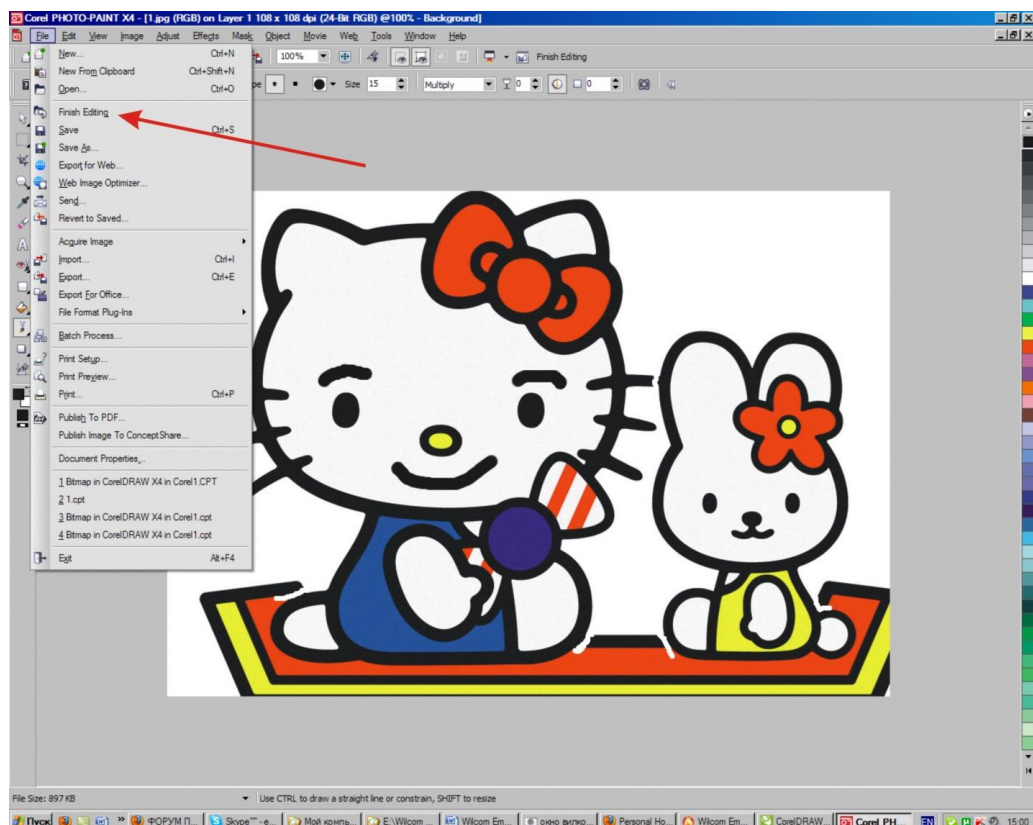 Corel PHOTO-PAINT X4 - [1.jpg (RGB) on Layer 1 108 x 108 dpi (24-Bit RGB) @100% - Background]
File Edit View Image Adjust Effects Mask Object Movie Web Tools Window Help
100% Finish Editing
Size 15 Multiply 0 0
New... Ctrl+N
New From Clipboard Ctrl+Shift+N
Open... Ctrl+O
Finish Editing
Save Ctrl+S
Save As...
Export for Web...
Web Image Optimizer...
Send...
Revert to Saved...
Acquire Image
Import... Ctrl+I
Export... Ctrl+E
Export For Office...
File Format Plug-Ins
Batch Process...
Print Setup...
Print Preview...
Print... Ctrl+P
Publish To PDF...
Publish Image To ConceptShare...
Document Properties...
1 Bitmap in CorelDRAW X4 in Corel1.CPT
2 1.cpt
3 Bitmap in CorelDRAW X4 in Corel1.cpt
4 Bitmap in CorelDRAW X4 in Corel1.cpt
Exit Alt+F4
File Size: 897 KB Use CTRL to draw a straight line or constrain, SHIFT to resize
Пуск » ФОРУМ П... Skype™ - e... Мой компь... E:\Wilcom ... Wilcom Em... окно вилко... Personal Ho... Wilcom Em... CorelDRAW... Corel PH... EN 15:00